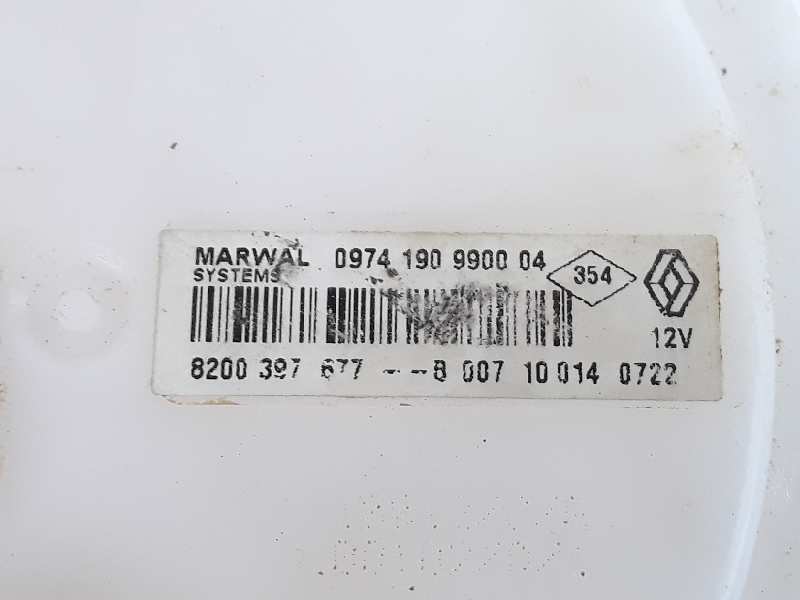 MARWAL 0974 190 9900 04 354
SYSTEMS
12V
8200 397 677 --B 007 10 014 0722